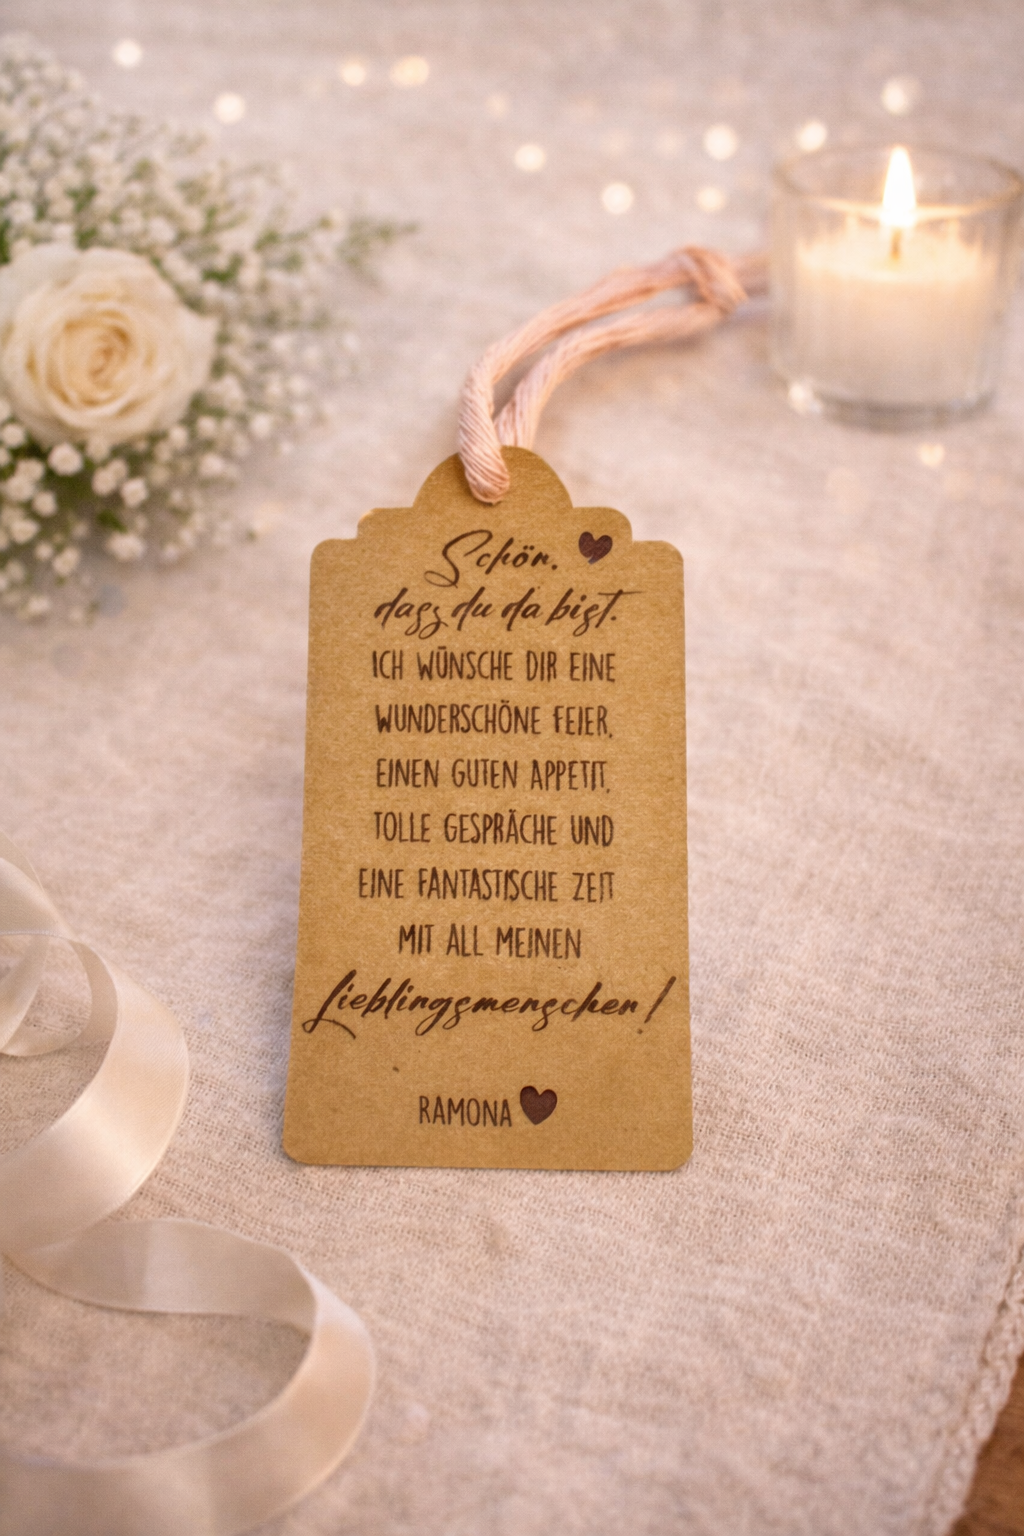 Schön,
dass du da bist.
ICH WÜNSCHE DIR EINE
WUNDERSCHÖNE FEIER,
EINEN GUTEN APPETIT,
TOLLE GESPRÄCHE UND
EINE FANTASTISCHE ZEIT
MIT ALL MEINEN
Lieblingsmenschen!
RAMONA